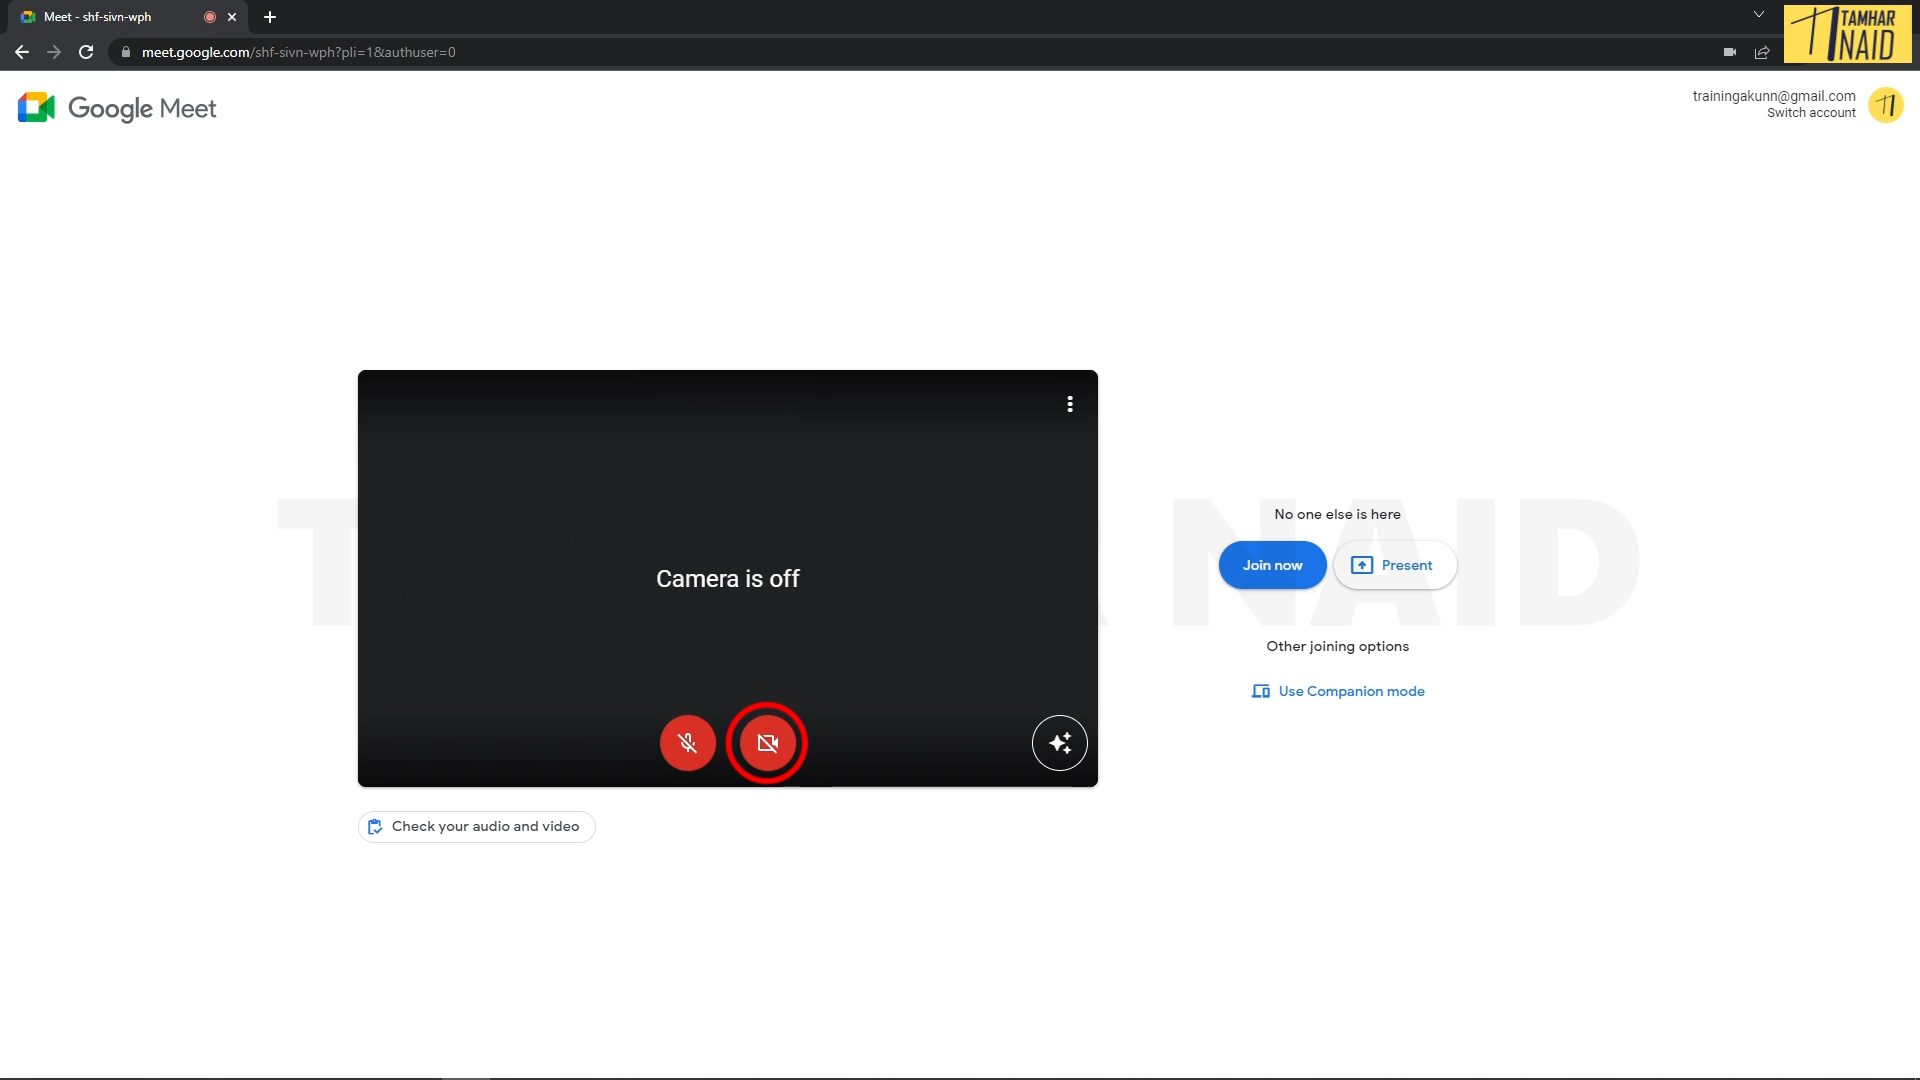 Meet - shf-sivn-wph
TAMHAR
NAID
meet.google.com/shf-sivn-wph?pli=1&authuser=0
Google Meet
trainingakunn@gmail.com
Switch account
TAMHAR NAID
No one else is here
Join now
Present
Camera is off
Other joining options
Use Companion mode
Check your audio and video